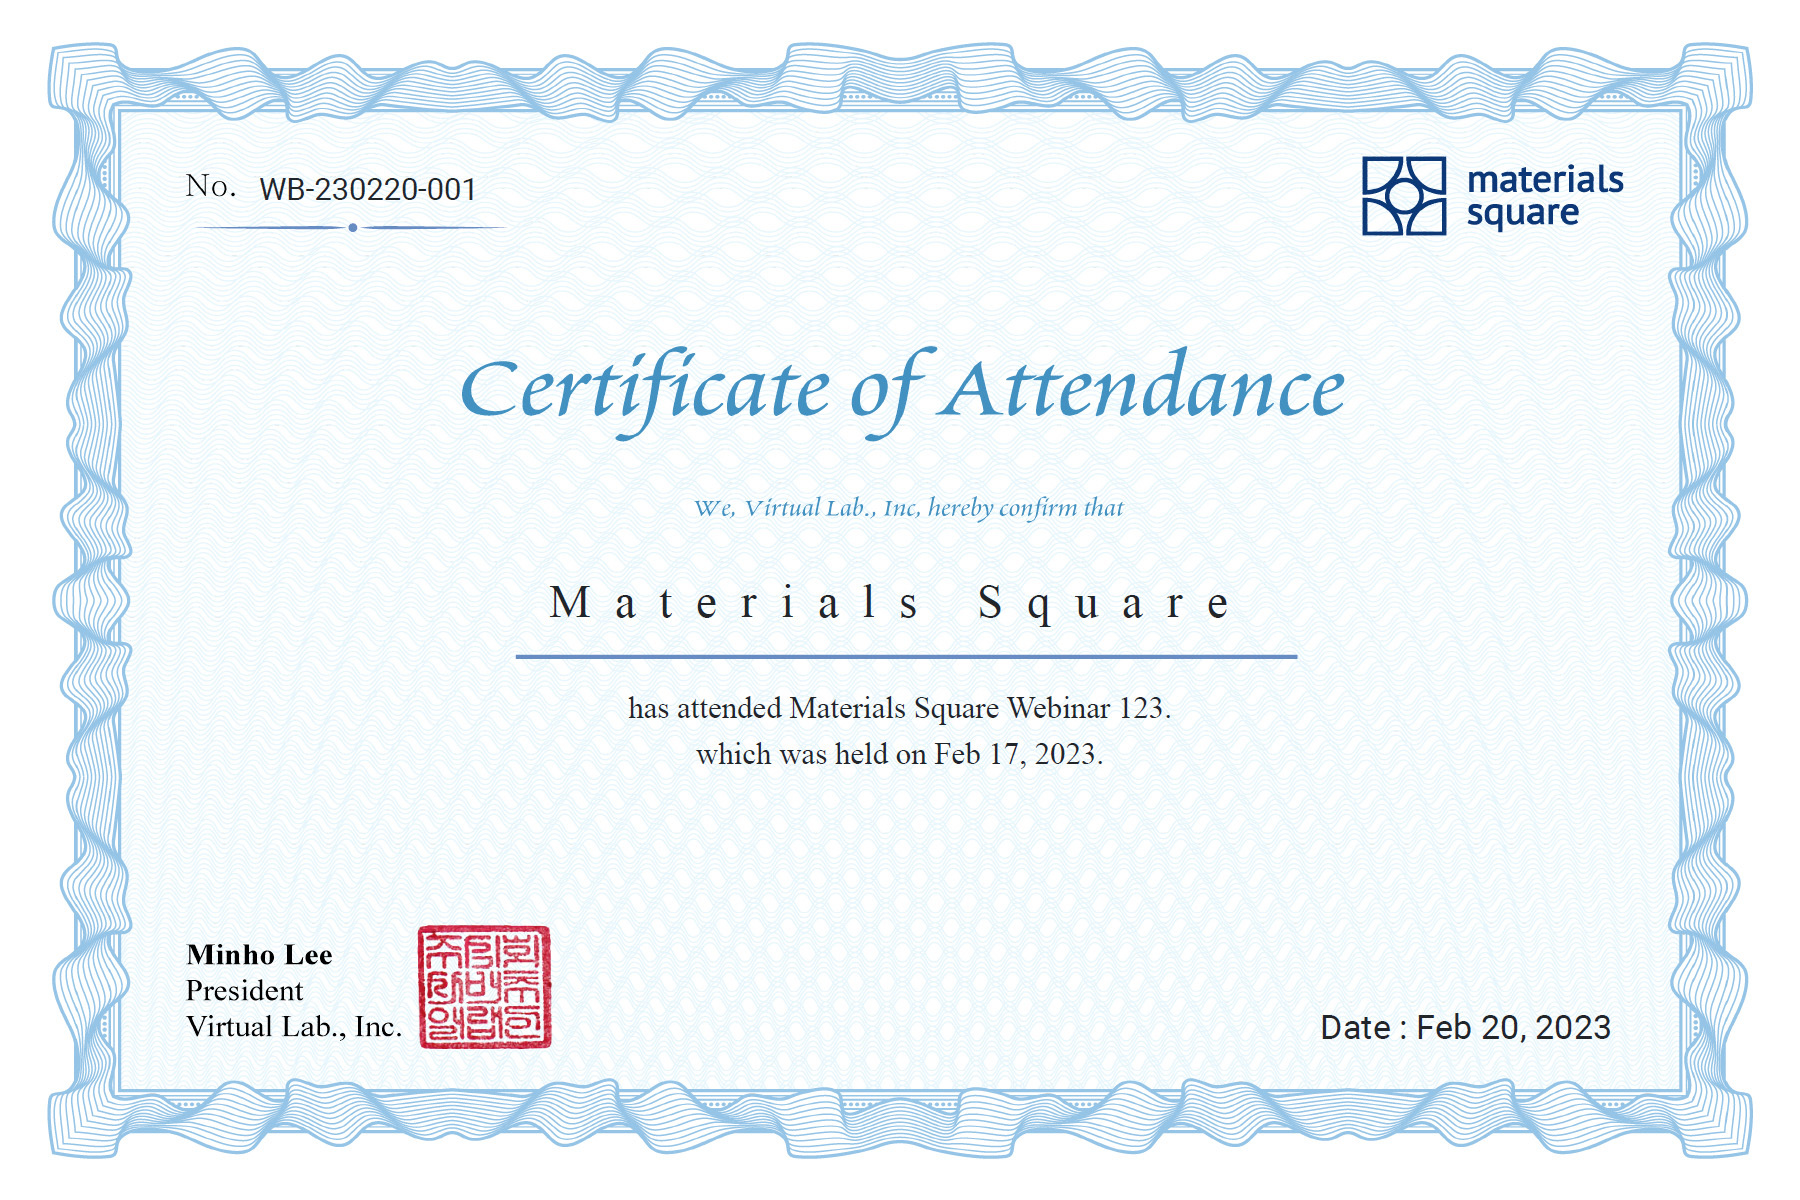 No. WB-230220-001
materials
square
Certificate of Attendance
We, Virtual Lab., Inc, hereby confirm that
Materials Square
has attended Materials Square Webinar 123.
which was held on Feb 17, 2023.
Minho Lee
President
Virtual Lab., Inc.
Date : Feb 20, 2023